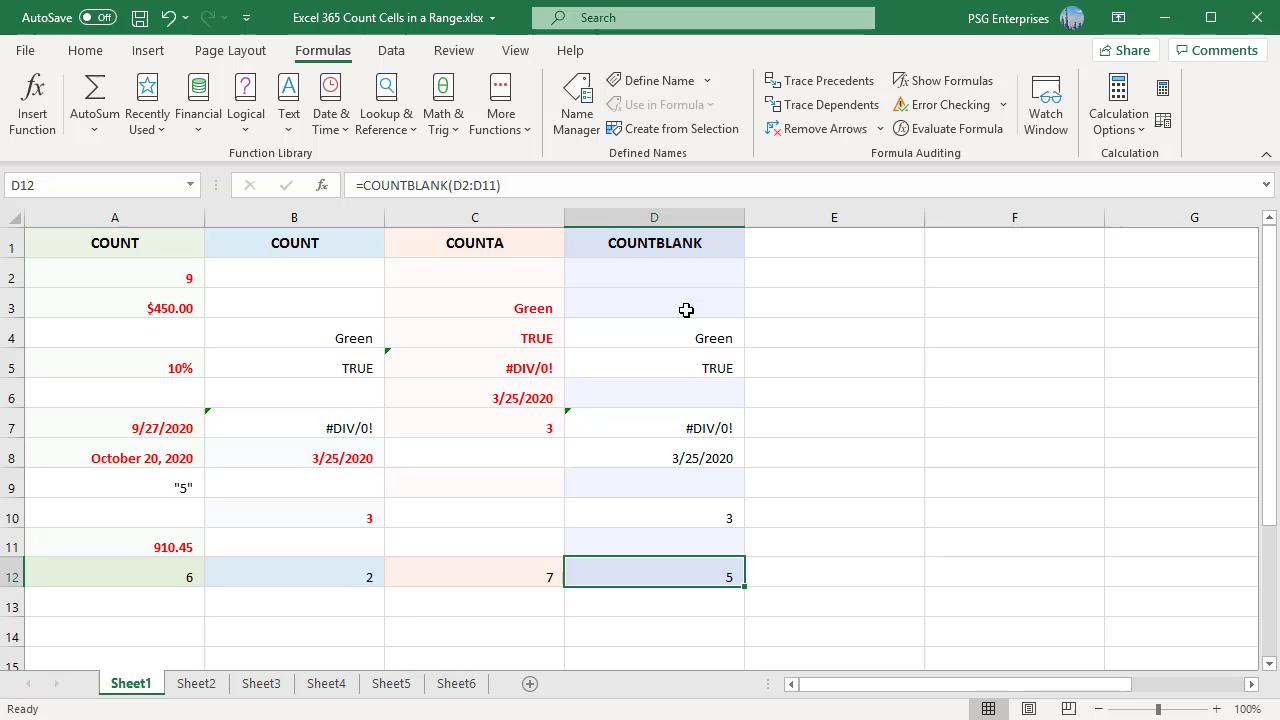 AutoSave Off Excel 365 Count Cells in a Range.xlsx Search PSG Enterprises
File Home Insert Page Layout Formulas Data Review View Help Share Comments
fx Insert Function
Σ AutoSum
Recently Used
Financial
Logical
Text
Date & Time
Lookup & Reference
Math & Trig
More Functions
Function Library
Name Manager
Define Name
Use in Formula
Create from Selection
Defined Names
Trace Precedents
Trace Dependents
Remove Arrows
Show Formulas
Error Checking
Evaluate Formula
Formula Auditing
Watch Window
Calculation Options
Calculation
D12 fx =COUNTBLANK(D2:D11)
A B C D E F G
1 COUNT COUNT COUNTA COUNTBLANK
2 9
3 $450.00 Green
4 Green TRUE Green
5 10% TRUE #DIV/0! TRUE
6 3/25/2020
7 9/27/2020 #DIV/0! 3 #DIV/0!
8 October 20, 2020 3/25/2020 3/25/2020
9 "5"
10 3 3
11 910.45
12 6 2 7 5
13
14
15
Sheet1 Sheet2 Sheet3 Sheet4 Sheet5 Sheet6
Ready 100%